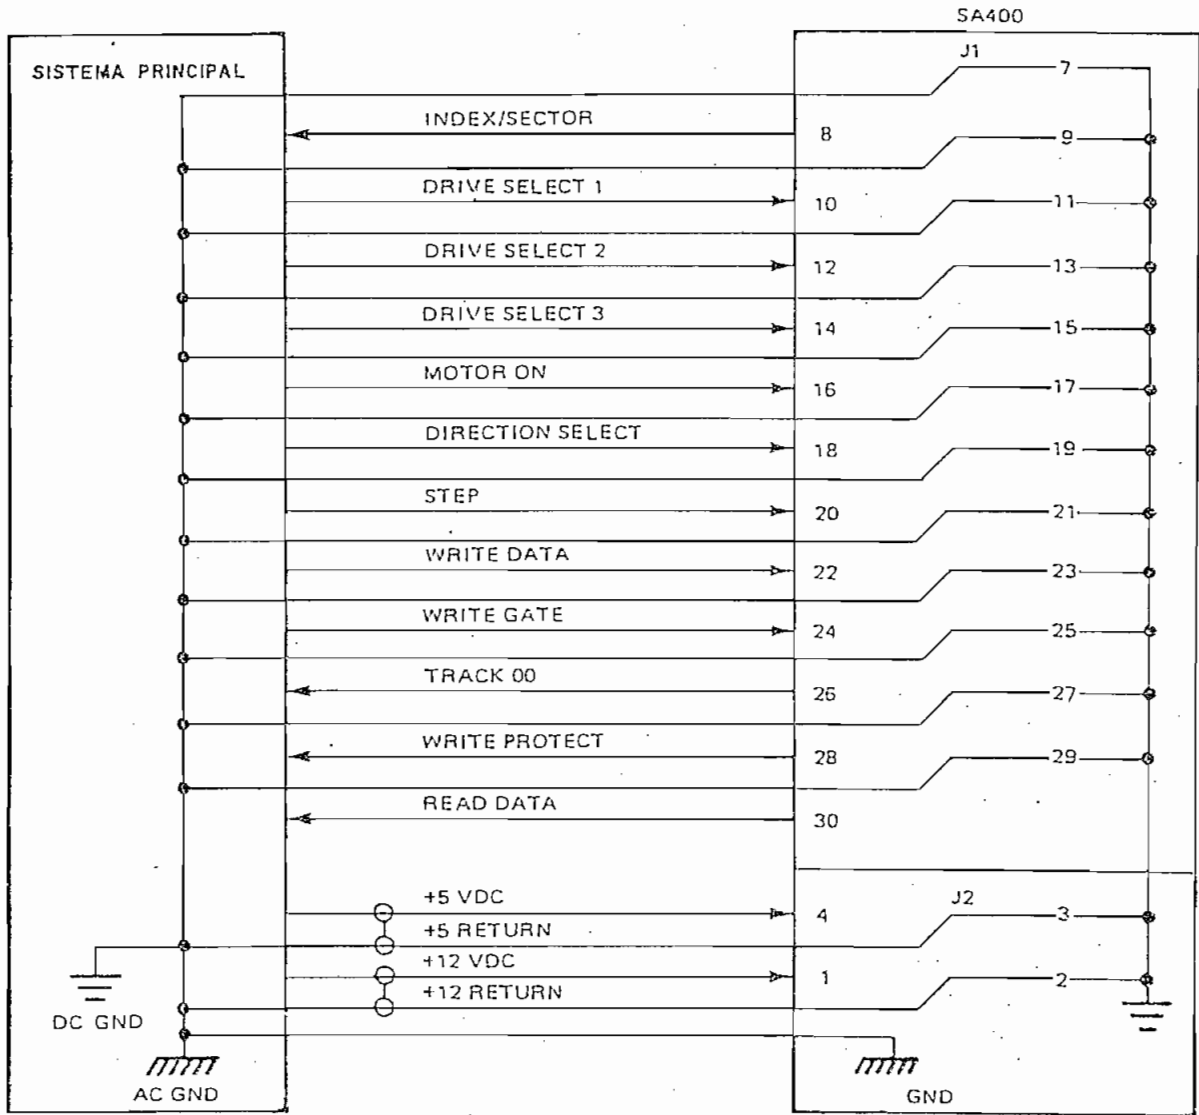 SA400
SISTEMA PRINCIPAL
J1
7
INDEX/SECTOR
8
9
DRIVE SELECT 1
10
11
DRIVE SELECT 2
12
13
DRIVE SELECT 3
14
15
MOTOR ON
16
17
DIRECTION SELECT
18
19
STEP
20
21
WRITE DATA
22
23
WRITE GATE
24
25
TRACK 00
26
27
WRITE PROTECT
28
29
READ DATA
30
+5 VDC
4
J2
3
+5 RETURN
+12 VDC
1
2
+12 RETURN
DC GND
AC GND
GND